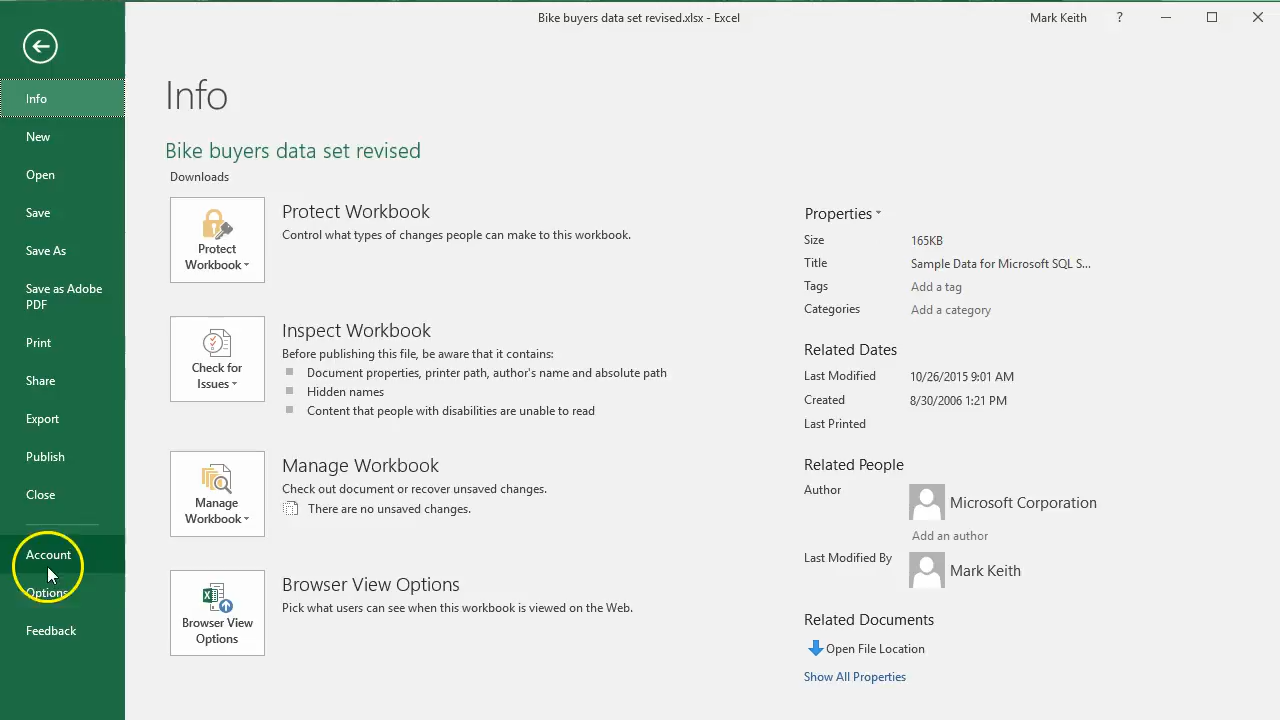 Bike buyers data set revised.xlsx - Excel
Mark Keith
?
Info
New
Open
Save
Save As
Save as Adobe
PDF
Print
Share
Export
Publish
Close
Account
Options
Feedback
Info
Bike buyers data set revised
Downloads
Protect
Workbook
Protect Workbook
Control what types of changes people can make to this workbook.
Check for
Issues
Inspect Workbook
Before publishing this file, be aware that it contains:
Document properties, printer path, author's name and absolute path
Hidden names
Content that people with disabilities are unable to read
Manage
Workbook
Manage Workbook
Check out document or recover unsaved changes.
There are no unsaved changes.
Browser View
Options
Browser View Options
Pick what users can see when this workbook is viewed on the Web.
Properties
Size 165KB
Title Sample Data for Microsoft SQL S...
Tags Add a tag
Categories Add a category
Related Dates
Last Modified 10/26/2015 9:01 AM
Created 8/30/2006 1:21 PM
Last Printed
Related People
Author Microsoft Corporation
Add an author
Last Modified By Mark Keith
Related Documents
Open File Location
Show All Properties